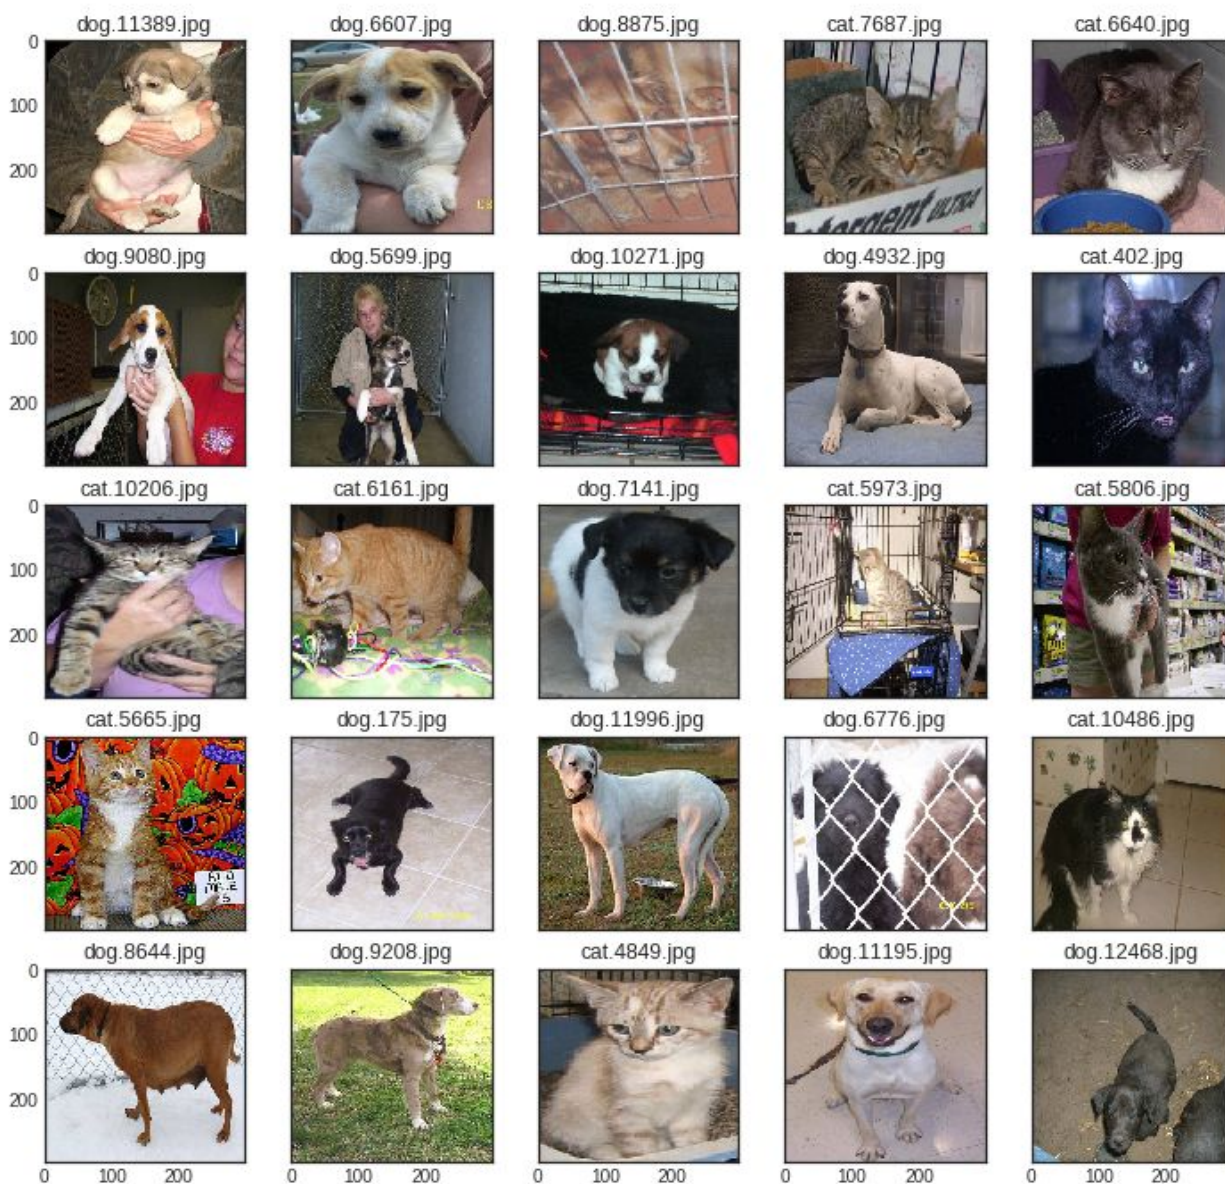 dog.11389.jpg dog.6607.jpg dog.8875.jpg cat.7687.jpg cat.6640.jpg
0
100
200
tergent ULTRA
dog.9080.jpg dog.5699.jpg dog.10271.jpg dog.4932.jpg cat.402.jpg
0
100
200
cat.10206.jpg cat.6161.jpg dog.7141.jpg cat.5973.jpg cat.5806.jpg
0
100
200
cat.5665.jpg dog.175.jpg dog.11996.jpg dog.6776.jpg cat.10486.jpg
0
100
200
dog.8644.jpg dog.9208.jpg cat.4849.jpg dog.11195.jpg dog.12468.jpg
0
100
200
0 100 200 0 100 200 0 100 200 0 100 200 0 100 200